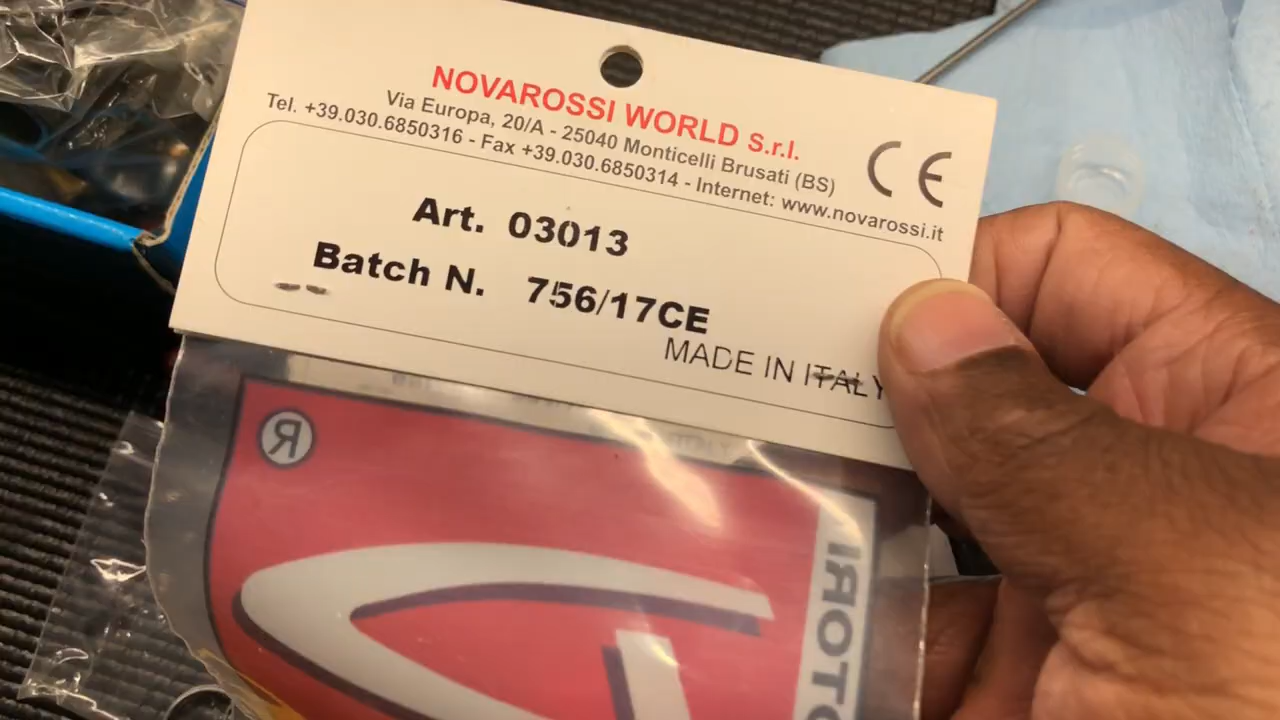 NOVAROSSI WORLD S.r.l.
Via Europa, 20/A - 25040 Monticelli Brusati (BS)
Tel. +39.030.6850316 - Fax +39.030.6850314 - Internet: www.novarossi.it
CE
Art. 03013
Batch N. 756/17CE
MADE IN ITALY
®